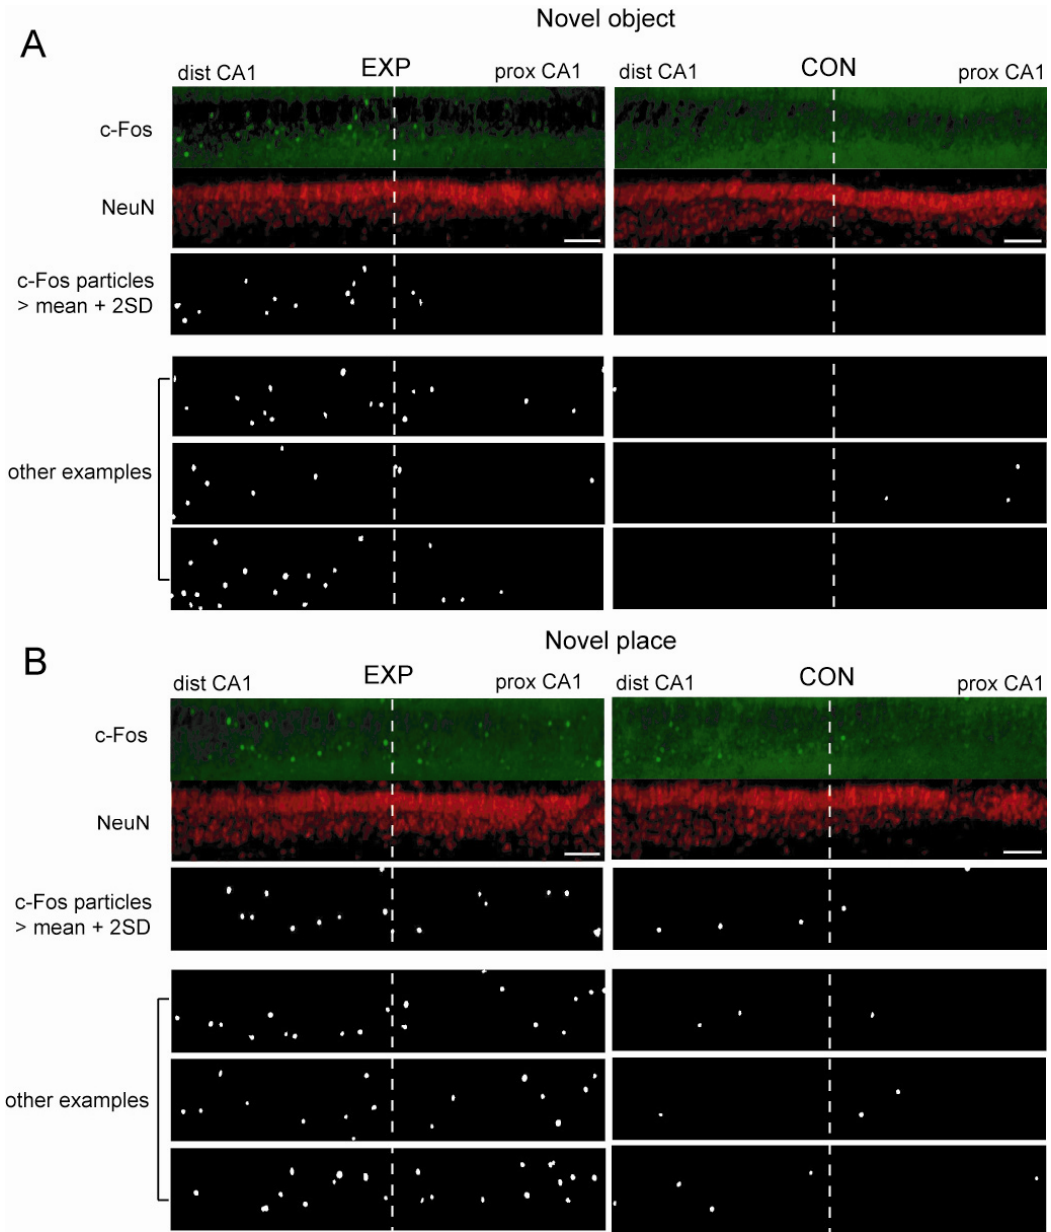 Novel object
A
dist CA1 EXP prox CA1 dist CA1 CON prox CA1
c-Fos
NeuN
c-Fos particles
> mean + 2SD
other examples
Novel place
B
dist CA1 EXP prox CA1 dist CA1 CON prox CA1
c-Fos
NeuN
c-Fos particles
> mean + 2SD
other examples